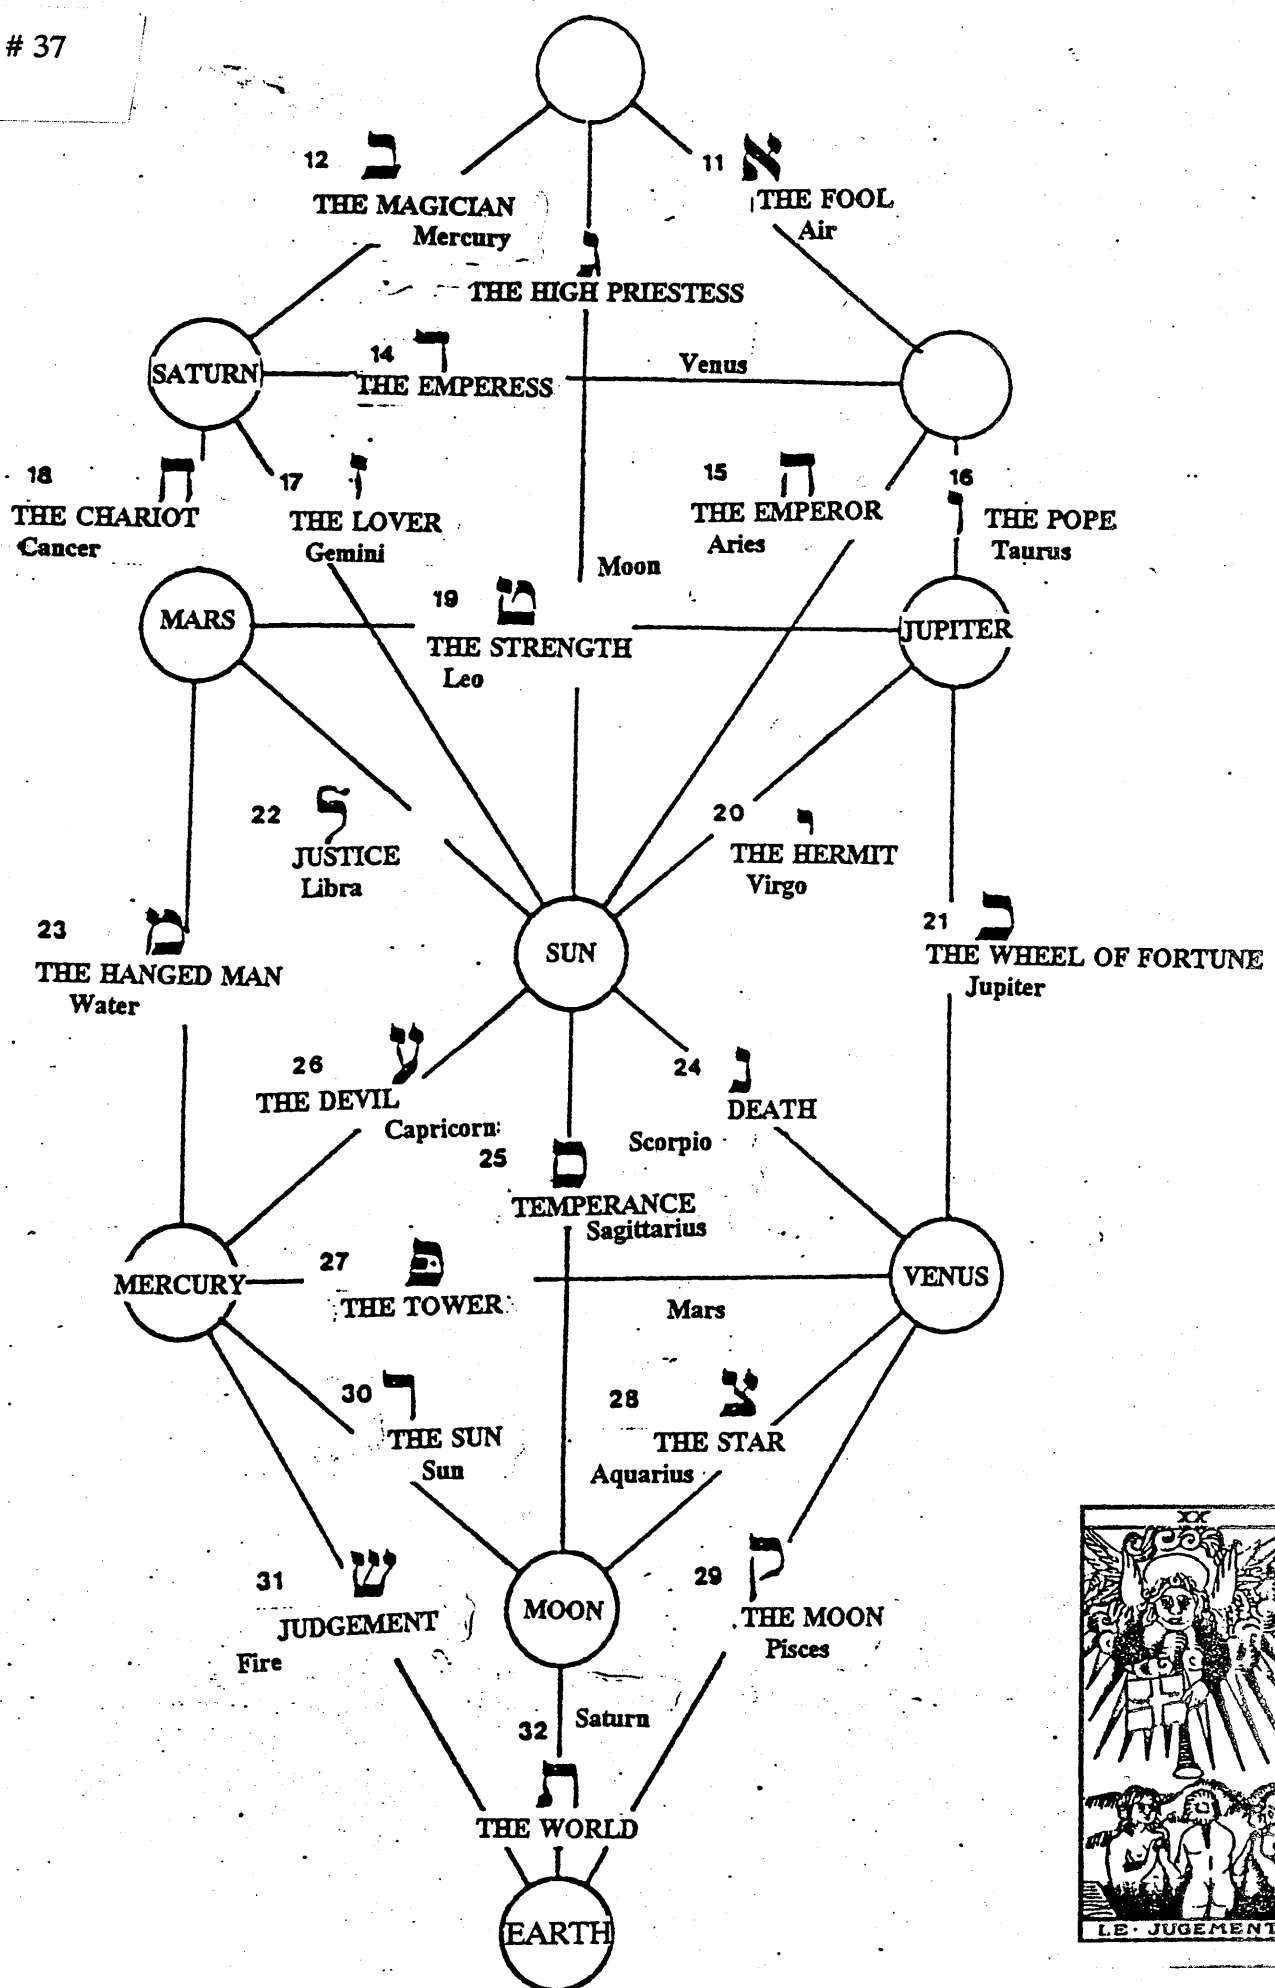 # 37
12 ב
11 א
THE MAGICIAN
Mercury
THE FOOL
Air
ג
THE HIGH PRIESTESS
SATURN
14 ד
THE EMPERESS
Venus
18 ח
THE CHARIOT
Cancer
17 ז
THE LOVER
Gemini
15 ה
THE EMPEROR
Aries
16
ו
THE POPE
Taurus
Moon
MARS
19 ט
THE STRENGTH
Leo
JUPITER
22 ל
JUSTICE
Libra
20 י
THE HERMIT
Virgo
23 מ
THE HANGED MAN
Water
SUN
21 כ
THE WHEEL OF FORTUNE
Jupiter
26 ע
THE DEVIL
Capricorn
24 נ
DEATH
Scorpio
25 ס
TEMPERANCE
Sagittarius
MERCURY
27 פ
THE TOWER
Mars
VENUS
30 ר
THE SUN
Sun
28 צ
THE STAR
Aquarius
31 ש
JUDGEMENT
Fire
MOON
29 ק
THE MOON
Pisces
32 Saturn
ת
THE WORLD
EARTH
XX
LE · JUGEMENT